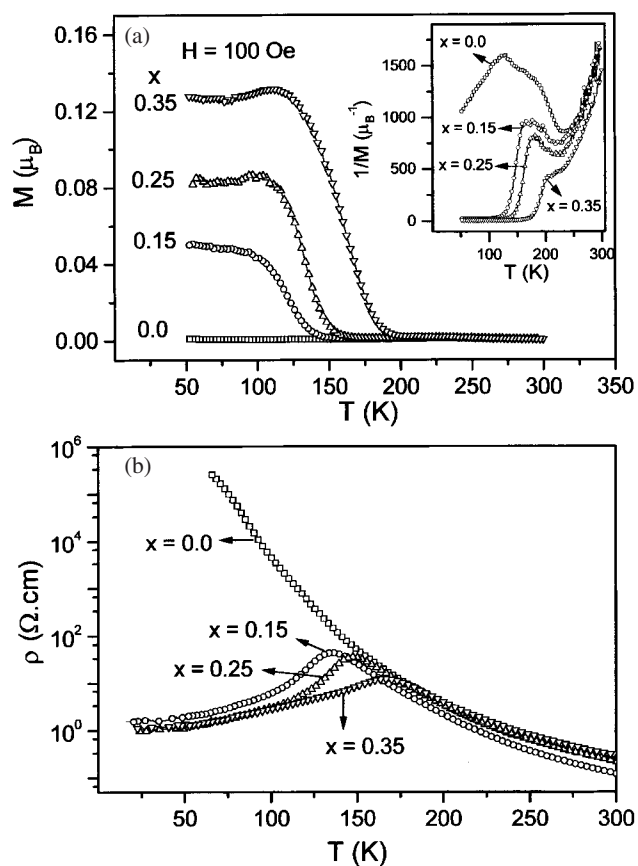 (a)
H = 100 Oe
x
0.35
0.25
0.15
0.0
M (μB)
0.16
0.12
0.08
0.04
0.00
50 100 150 200 250 300 350
T (K)
x = 0.0
x = 0.15
x = 0.25
x = 0.35
1/M (μB⁻¹)
1500
1000
500
0
100 200 300
T (K)
(b)
x = 0.0
x = 0.15
x = 0.25
x = 0.35
ρ (Ω.cm)
10⁶
10⁴
10²
10⁰
50 100 150 200 250 300
T (K)